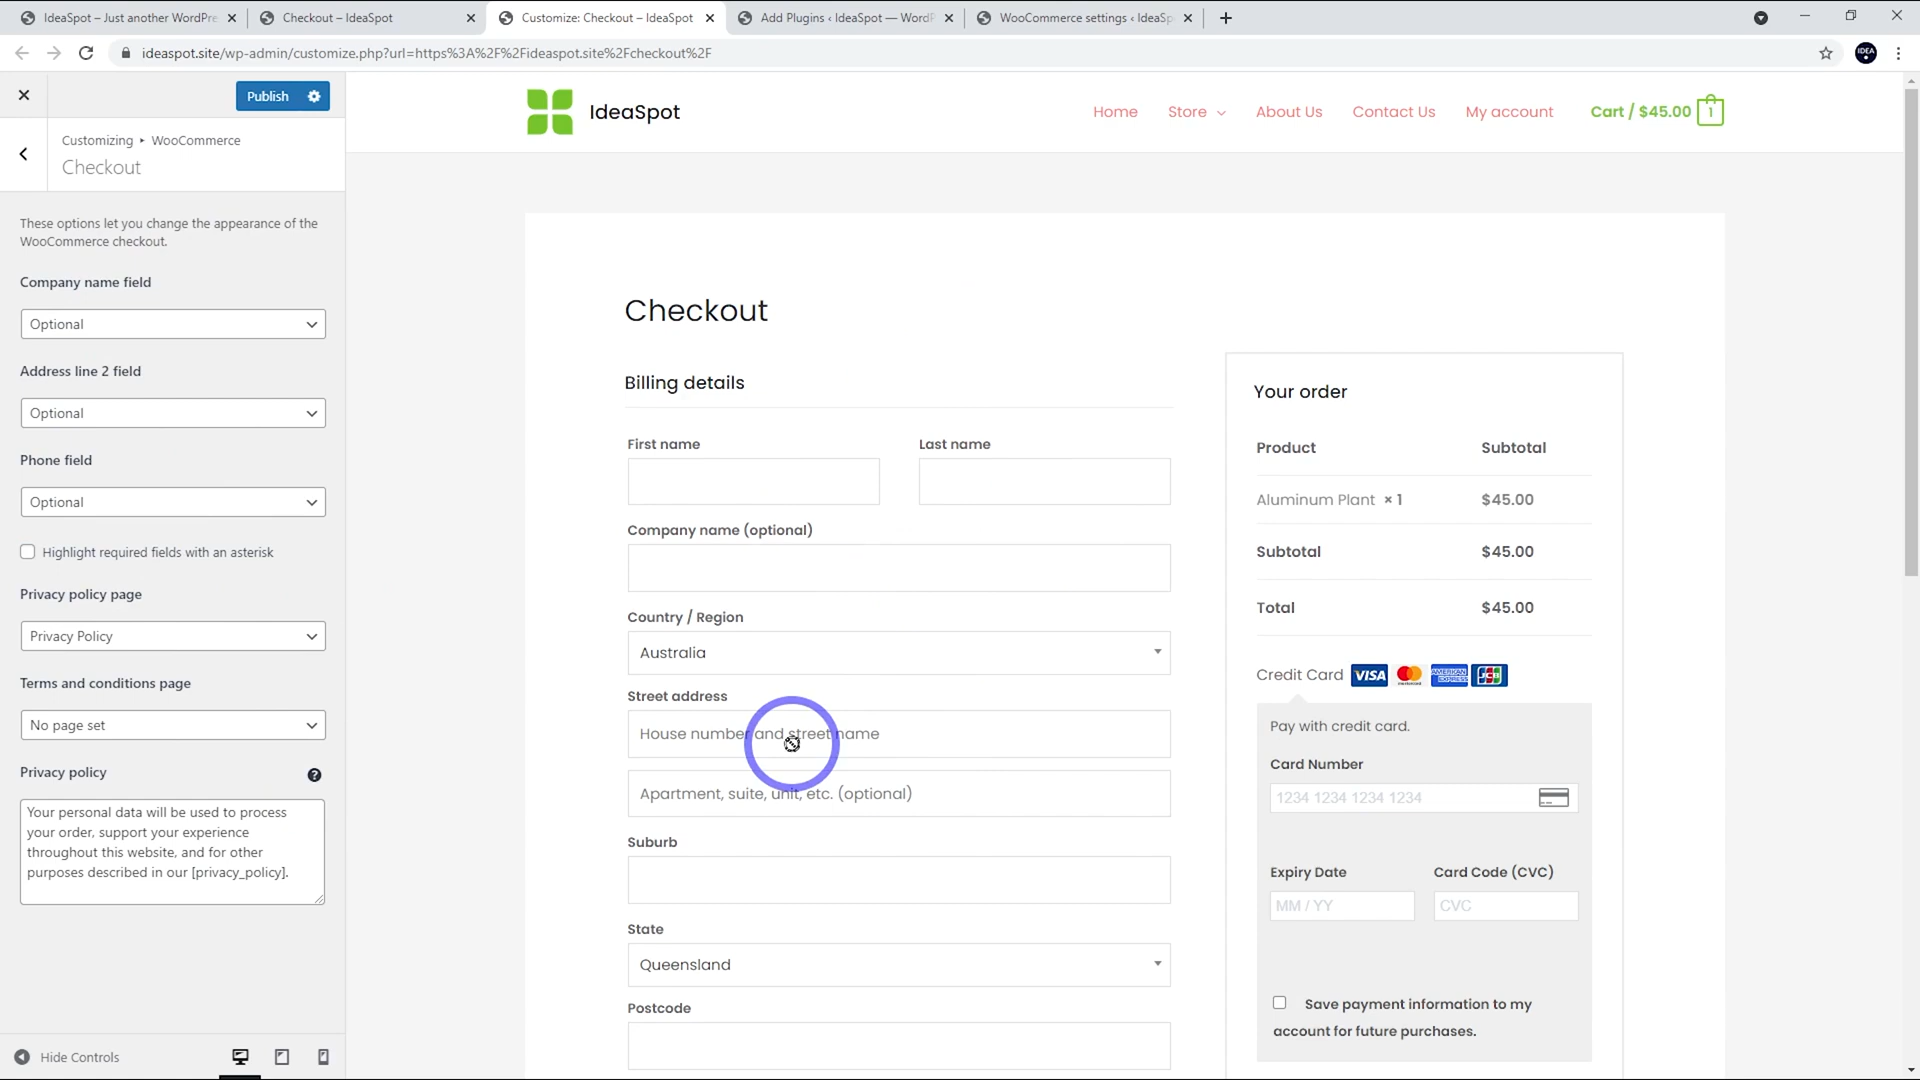 IdeaSpot – Just another WordPre
Checkout – IdeaSpot
Customize: Checkout – IdeaSpot
Add Plugins ‹ IdeaSpot — WordP
WooCommerce settings ‹ IdeaSp
ideaspot.site/wp-admin/customize.php?url=https%3A%2F%2Fideaspot.site%2Fcheckout%2F
IDEA
Publish
Customizing ▸ WooCommerce
Checkout
These options let you change the appearance of the
WooCommerce checkout.
Company name field
Optional
Address line 2 field
Optional
Phone field
Optional
Highlight required fields with an asterisk
Privacy policy page
Privacy Policy
Terms and conditions page
No page set
Privacy policy
?
Your personal data will be used to process
your order, support your experience
throughout this website, and for other
purposes described in our [privacy_policy].
Hide Controls
IdeaSpot
Home
Store
About Us
Contact Us
My account
Cart / $45.00
1
Checkout
Billing details
First name
Last name
Company name (optional)
Country / Region
Australia
Street address
House number and street name
Apartment, suite, unit, etc. (optional)
Suburb
State
Queensland
Postcode
Your order
Product Subtotal
Aluminum Plant × 1 $45.00
Subtotal $45.00
Total $45.00
Credit Card VISA mastercard AMERICAN EXPRESS JCB
Pay with credit card.
Card Number
1234 1234 1234 1234
Expiry Date
Card Code (CVC)
MM / YY
CVC
Save payment information to my
account for future purchases.